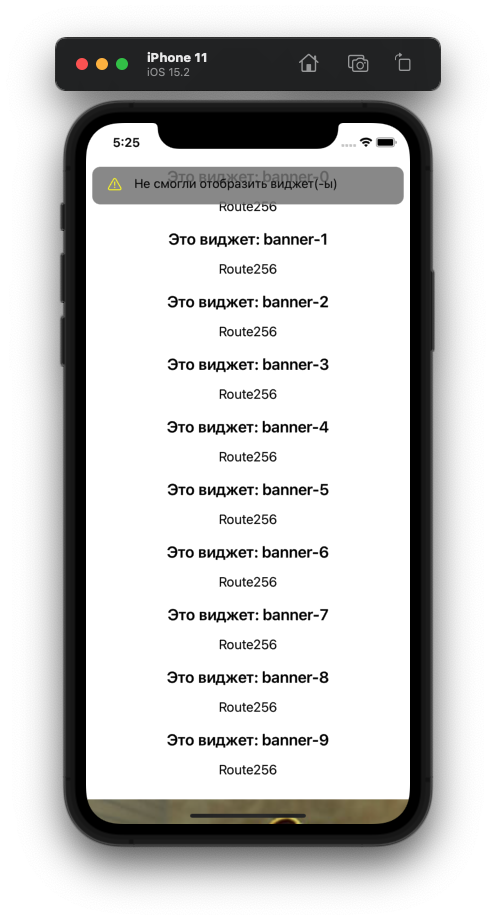 iPhone 11
iOS 15.2
5:25
Это виджет: banner-0
Не смогли отобразить виджет(-ы)
Route256
Это виджет: banner-1
Route256
Это виджет: banner-2
Route256
Это виджет: banner-3
Route256
Это виджет: banner-4
Route256
Это виджет: banner-5
Route256
Это виджет: banner-6
Route256
Это виджет: banner-7
Route256
Это виджет: banner-8
Route256
Это виджет: banner-9
Route256